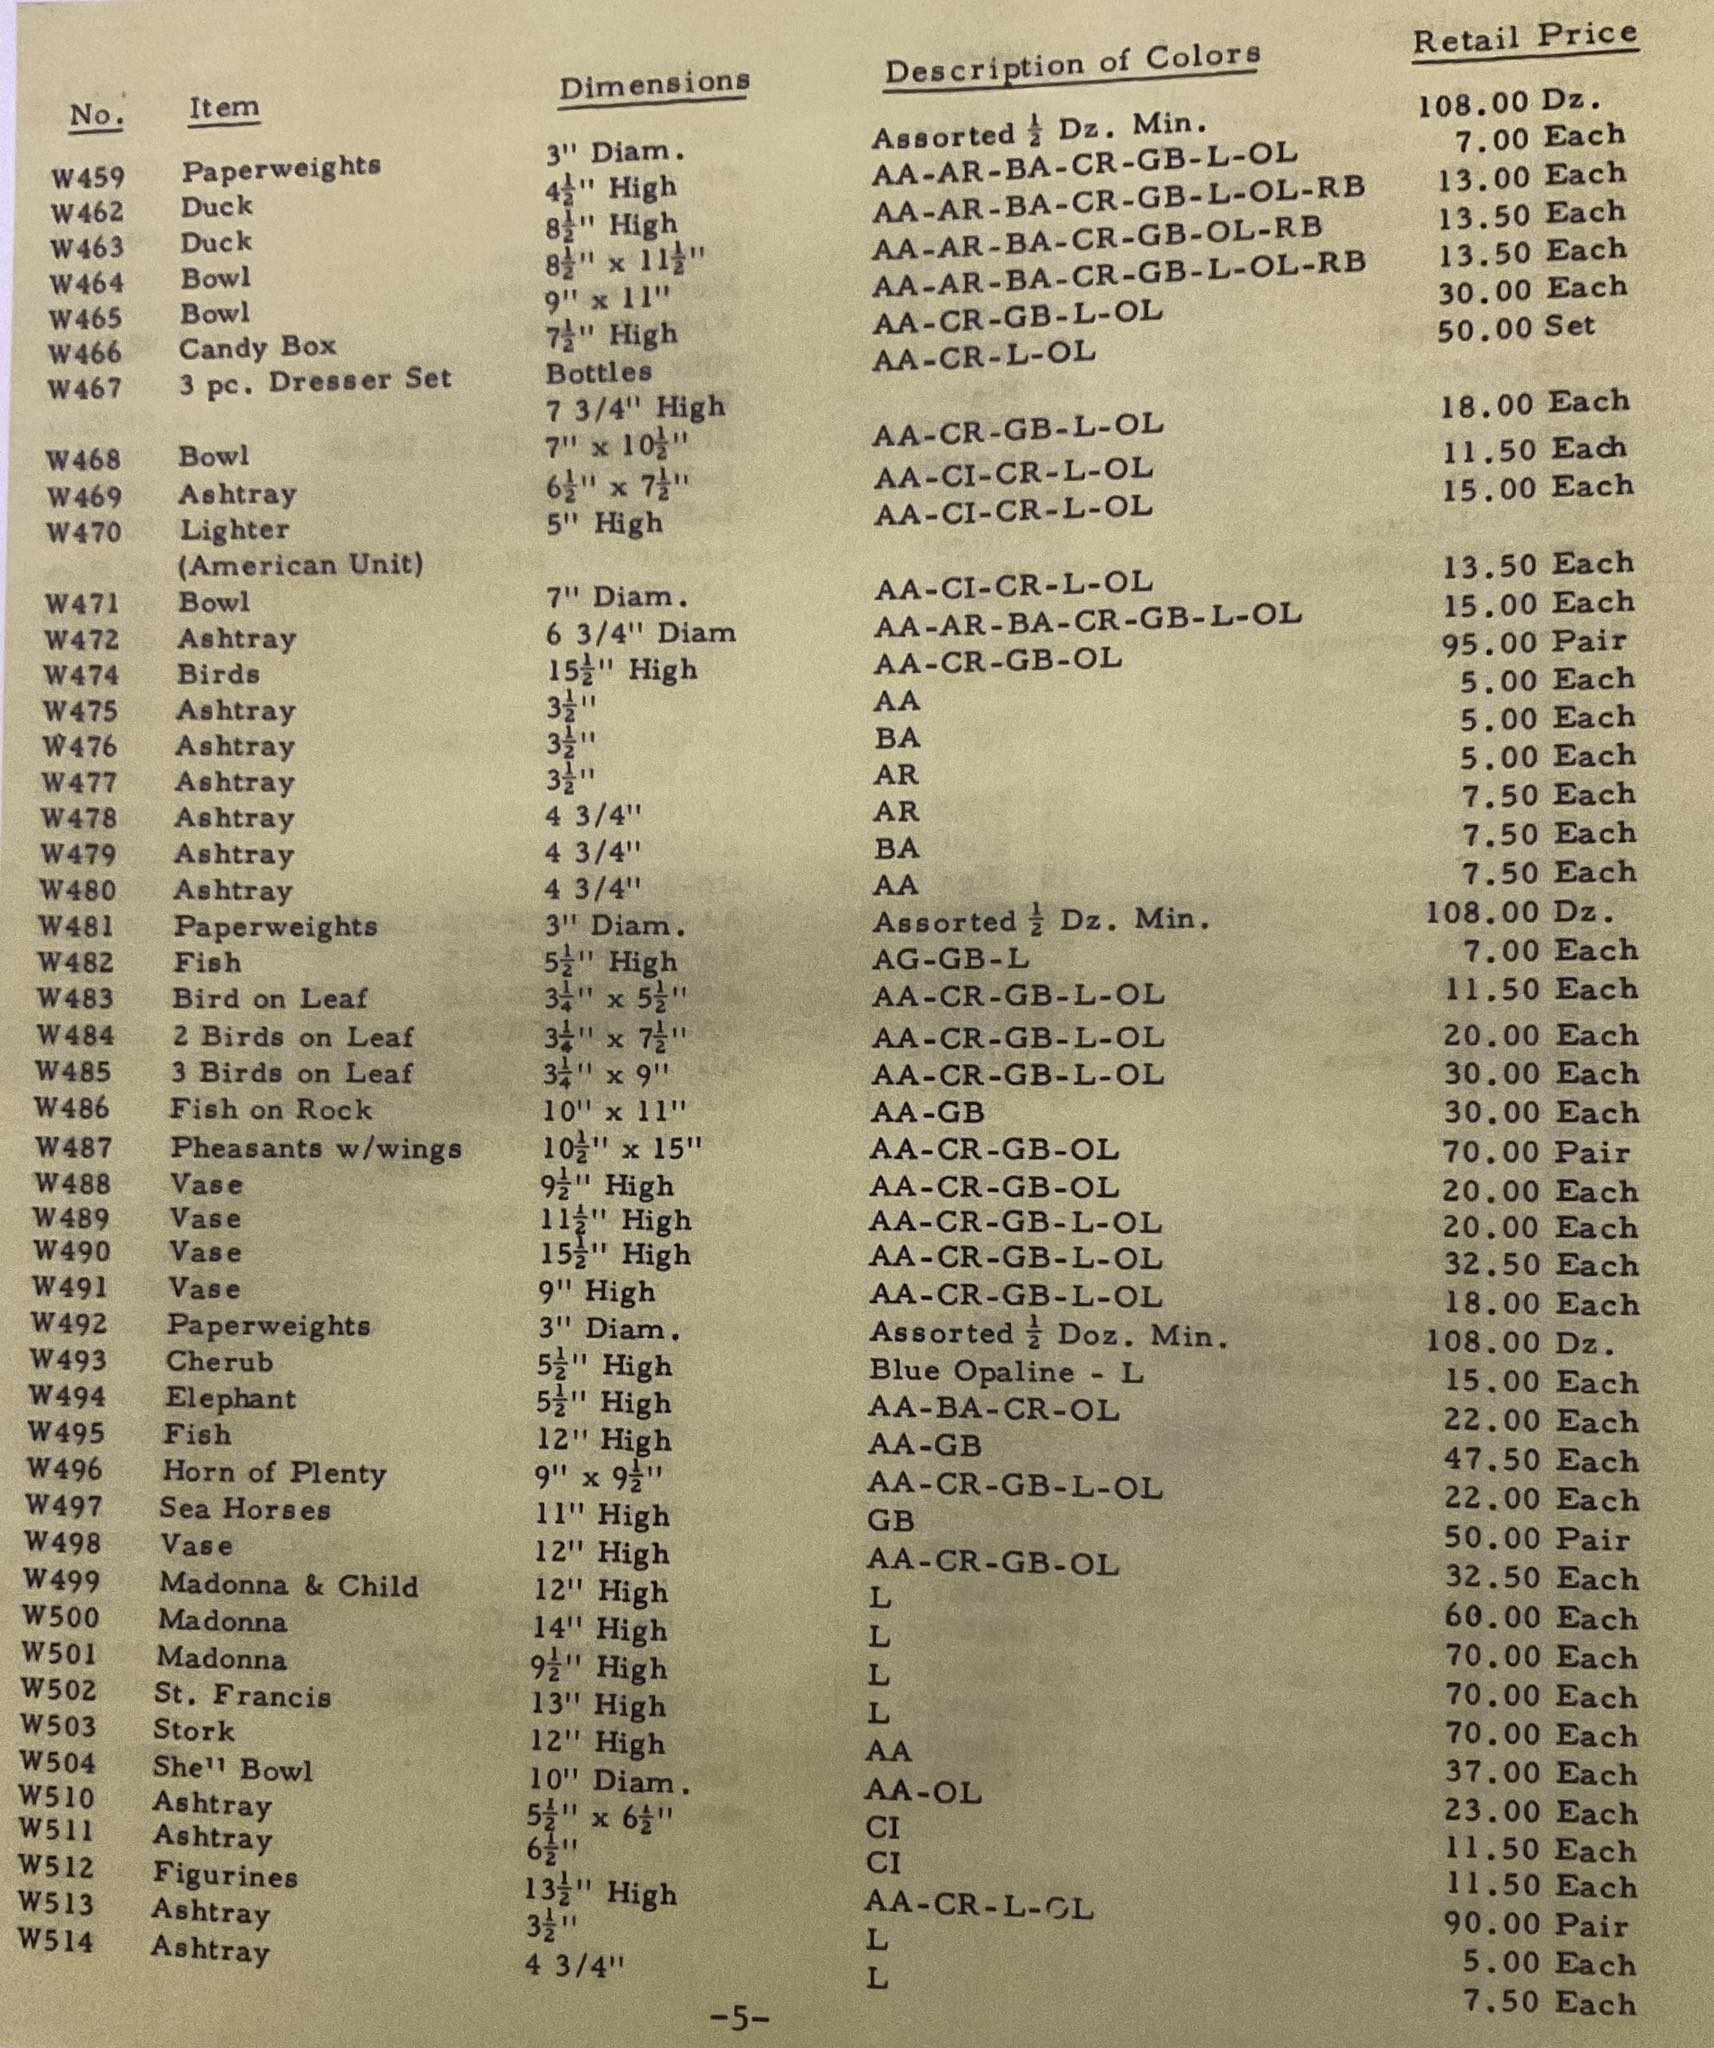 No. Item Dimensions Description of Colors Retail Price
W459 Paperweights 3" Diam. Assorted ½ Dz. Min. 108.00 Dz.
W462 Duck 4½" High AA-AR-BA-CR-GB-L-OL 7.00 Each
W463 Duck 8½" High AA-AR-BA-CR-GB-L-OL-RB 13.00 Each
W464 Bowl 8½" x 11½" AA-AR-BA-CR-GB-OL-RB 13.50 Each
W465 Bowl 9" x 11" AA-AR-BA-CR-GB-L-OL-RB 13.50 Each
W466 Candy Box 7½" High AA-CR-GB-L-OL 30.00 Each
W467 3 pc. Dresser Set Bottles AA-CR-L-OL 50.00 Set
7 3/4" High
W468 Bowl 7" x 10½" AA-CR-GB-L-OL 18.00 Each
W469 Ashtray 6½" x 7½" AA-CI-CR-L-OL 11.50 Each
W470 Lighter 5" High AA-CI-CR-L-OL 15.00 Each
(American Unit)
W471 Bowl 7" Diam. AA-CI-CR-L-OL 13.50 Each
W472 Ashtray 6 3/4" Diam AA-AR-BA-CR-GB-L-OL 15.00 Each
W474 Birds 15½" High AA-CR-GB-OL 95.00 Pair
W475 Ashtray 3½" AA 5.00 Each
W476 Ashtray 3½" BA 5.00 Each
W477 Ashtray 3½" AR 5.00 Each
W478 Ashtray 4 3/4" AR 7.50 Each
W479 Ashtray 4 3/4" BA 7.50 Each
W480 Ashtray 4 3/4" AA 7.50 Each
W481 Paperweights 3" Diam. Assorted ½ Dz. Min. 108.00 Dz.
W482 Fish 5½" High AG-GB-L 7.00 Each
W483 Bird on Leaf 3¼" x 5½" AA-CR-GB-L-OL 11.50 Each
W484 2 Birds on Leaf 3¼" x 7½" AA-CR-GB-L-OL 20.00 Each
W485 3 Birds on Leaf 3¼" x 9" AA-CR-GB-L-OL 30.00 Each
W486 Fish on Rock 10" x 11" AA-GB 30.00 Each
W487 Pheasants w/wings 10½" x 15" AA-CR-GB-OL 70.00 Pair
W488 Vase 9½" High AA-CR-GB-OL 20.00 Each
W489 Vase 11½" High AA-CR-GB-L-OL 20.00 Each
W490 Vase 15½" High AA-CR-GB-L-OL 32.50 Each
W491 Vase 9" High AA-CR-GB-L-OL 18.00 Each
W492 Paperweights 3" Diam. Assorted ½ Doz. Min. 108.00 Dz.
W493 Cherub 5½" High Blue Opaline - L 15.00 Each
W494 Elephant 5½" High AA-BA-CR-OL 22.00 Each
W495 Fish 12" High AA-GB 47.50 Each
W496 Horn of Plenty 9" x 9½" AA-CR-GB-L-OL 22.00 Each
W497 Sea Horses 11" High GB 50.00 Pair
W498 Vase 12" High AA-CR-GB-OL 32.50 Each
W499 Madonna & Child 12" High L 60.00 Each
W500 Madonna 14" High L 70.00 Each
W501 Madonna 9½" High L 70.00 Each
W502 St. Francis 13" High L 70.00 Each
W503 Stork 12" High AA 37.00 Each
W504 Shell Bowl 10" Diam. AA-OL 23.00 Each
W510 Ashtray 5½" x 6½" CI 11.50 Each
W511 Ashtray 6½" CI 11.50 Each
W512 Figurines 13½" High AA-CR-L-OL 90.00 Pair
W513 Ashtray 3½" L 5.00 Each
W514 Ashtray 4 3/4" L 7.50 Each
-5-